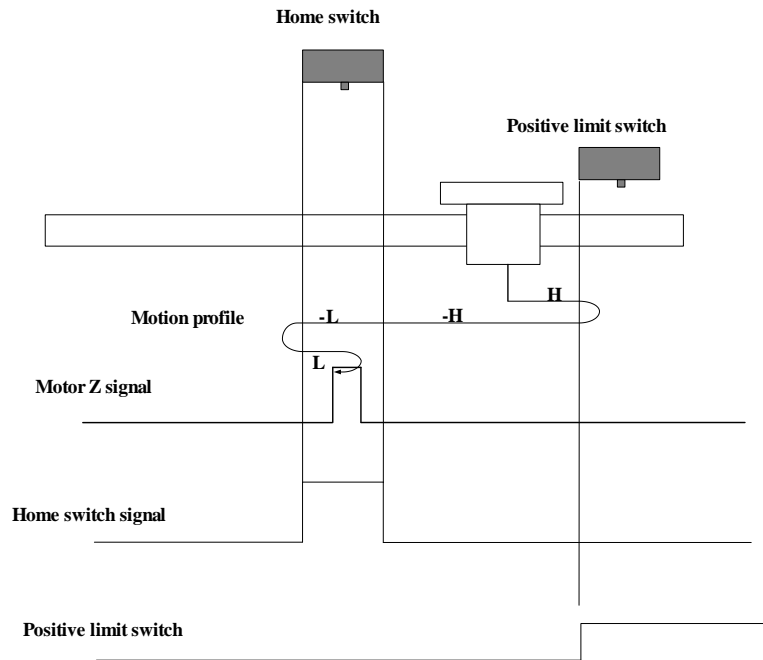 Home switch
Positive limit switch
H
Motion profile
-L
-H
L
Motor Z signal
Home switch signal
Positive limit switch